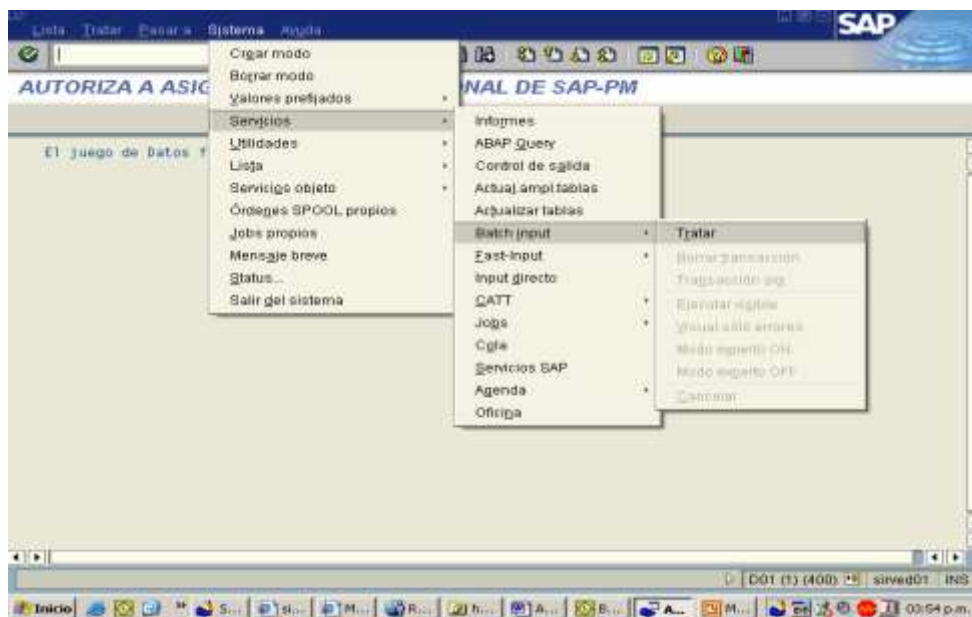 Lista Tratar Pasar a Sistema Ayuda
SAP
AUTORIZA A ASIG
NAL DE SAP-PM
El juego de Datos f
Crear modo
Borrar modo
Valores prefijados
Servicios
Utilidades
Lista
Servicios objeto
Órdenes SPOOL propios
Jobs propios
Mensaje breve
Status...
Salir del sistema
Informes
ABAP Query
Control de salida
Actual.ampl.tablas
Actualizar tablas
Batch input
Fast-Input
Input directo
CATT
Jobs
Cola
Servicios SAP
Agenda
Oficina
Tratar
Borrar transacción
Transacción sig.
Ejecutar visible
Visual.sólo errores
Modo experto ON
Modo experto OFF
Cancelar
D01 (1) (400) sirved01 INS
Inicio S... si... M... R... h... A... B... A... M... 03:54 p.m.